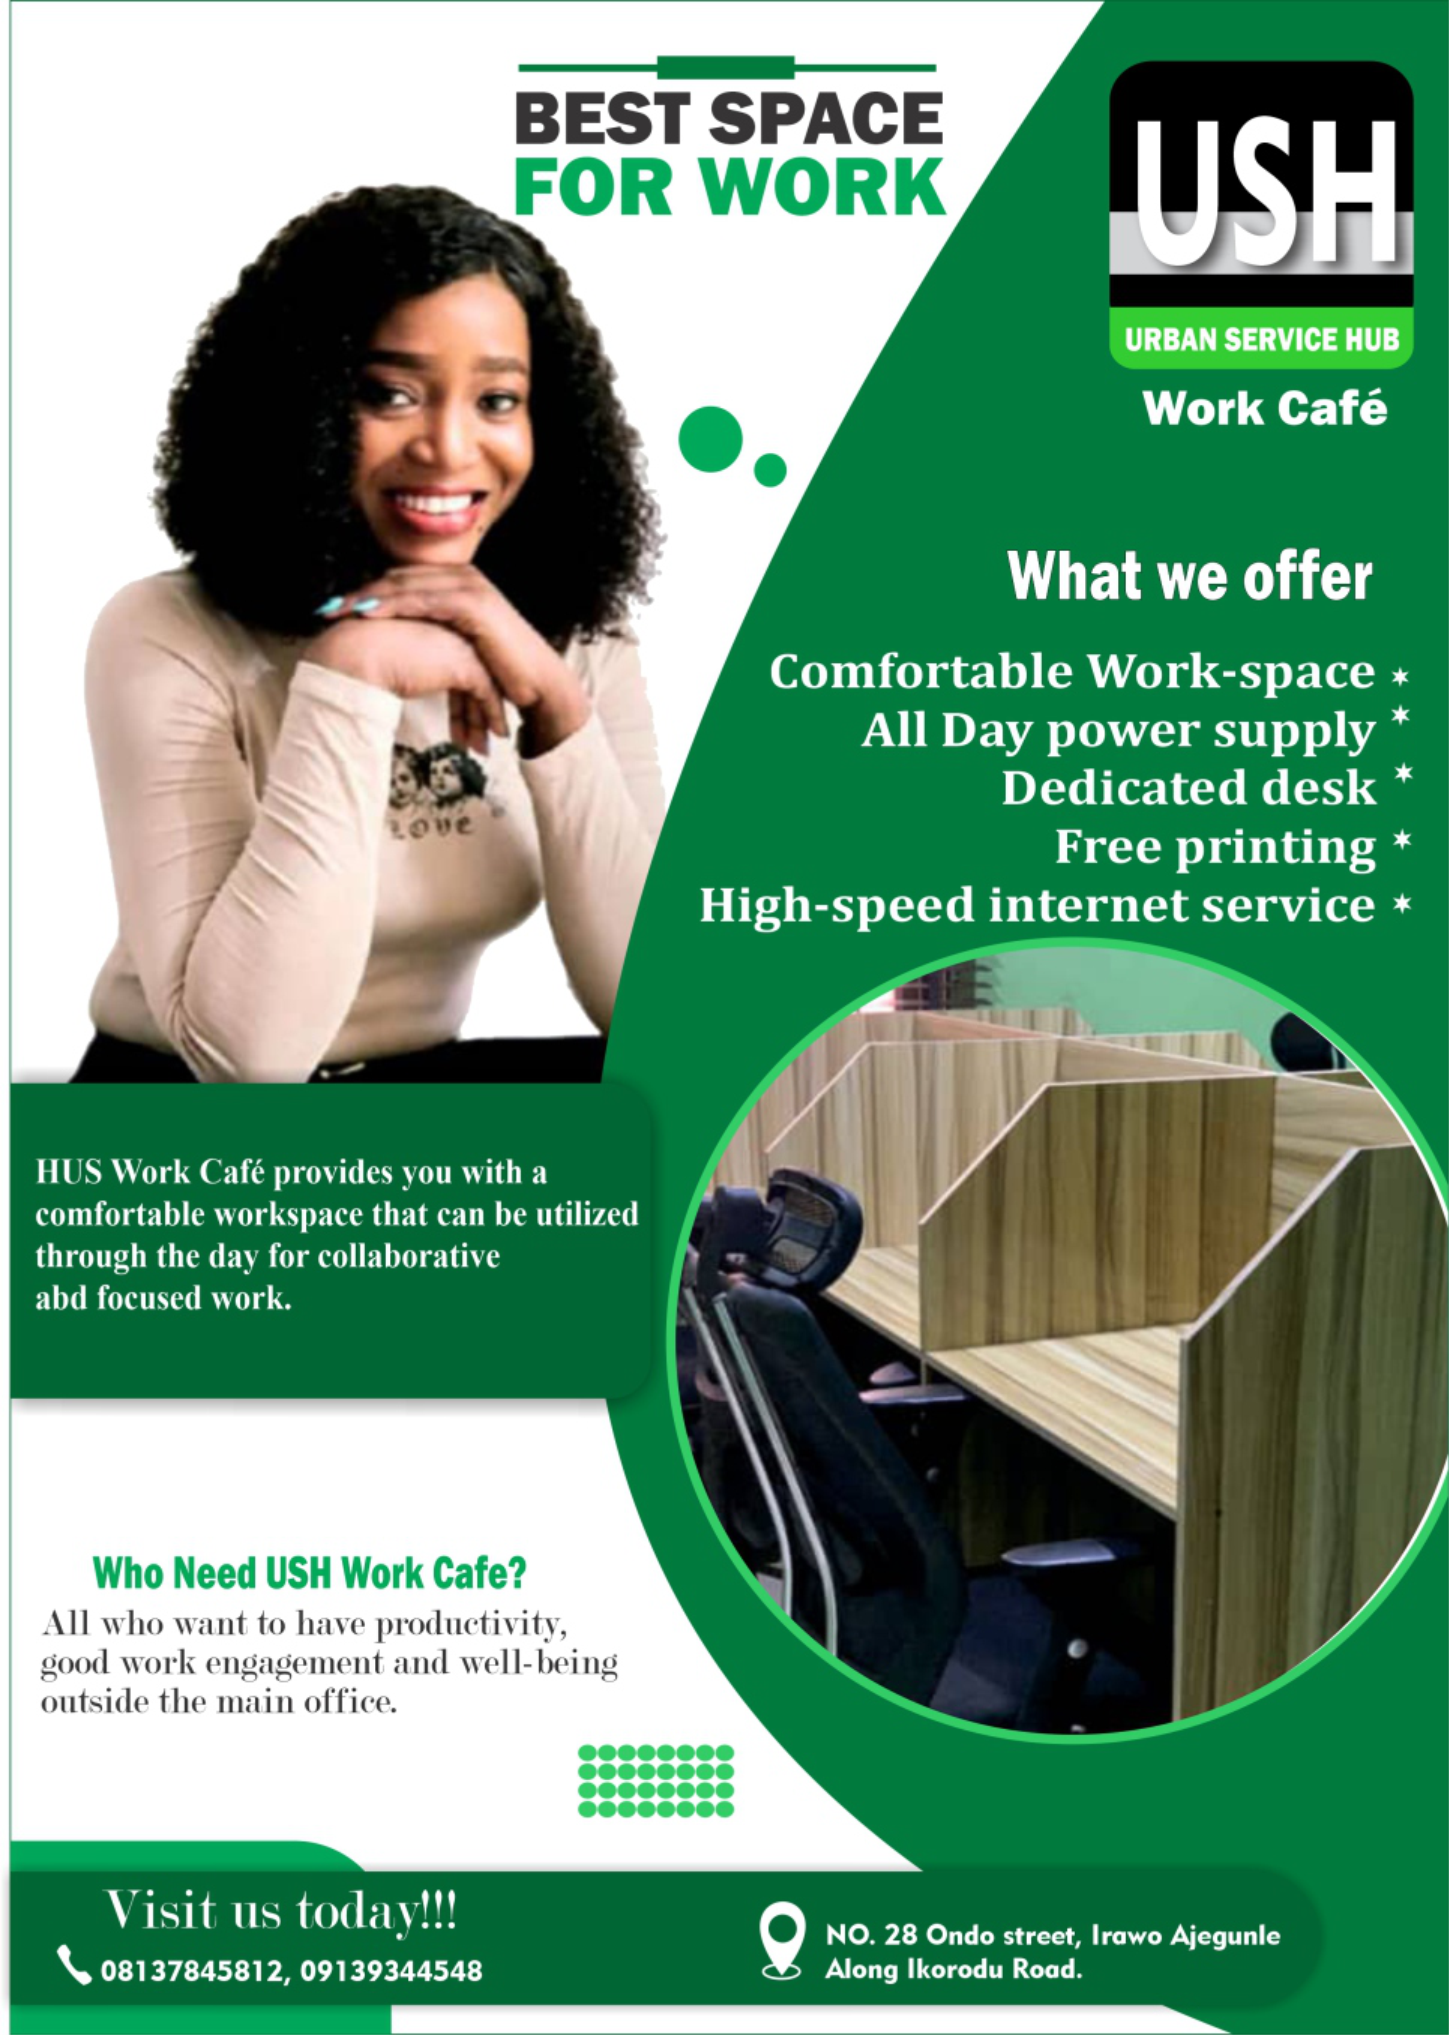 BEST SPACE
FOR WORK
USH
URBAN SERVICE HUB
Work Café
What we offer
Comfortable Work-space *
All Day power supply *
Dedicated desk *
Free printing *
High-speed internet service *
LOVE
HUS Work Café provides you with a
comfortable workspace that can be utilized
through the day for collaborative
abd focused work.
Who Need USH Work Cafe?
All who want to have productivity,
good work engagement and well-being
outside the main office.
Visit us today!!!
08137845812, 09139344548
NO. 28 Ondo street, Irawo Ajegunle
Along Ikorodu Road.